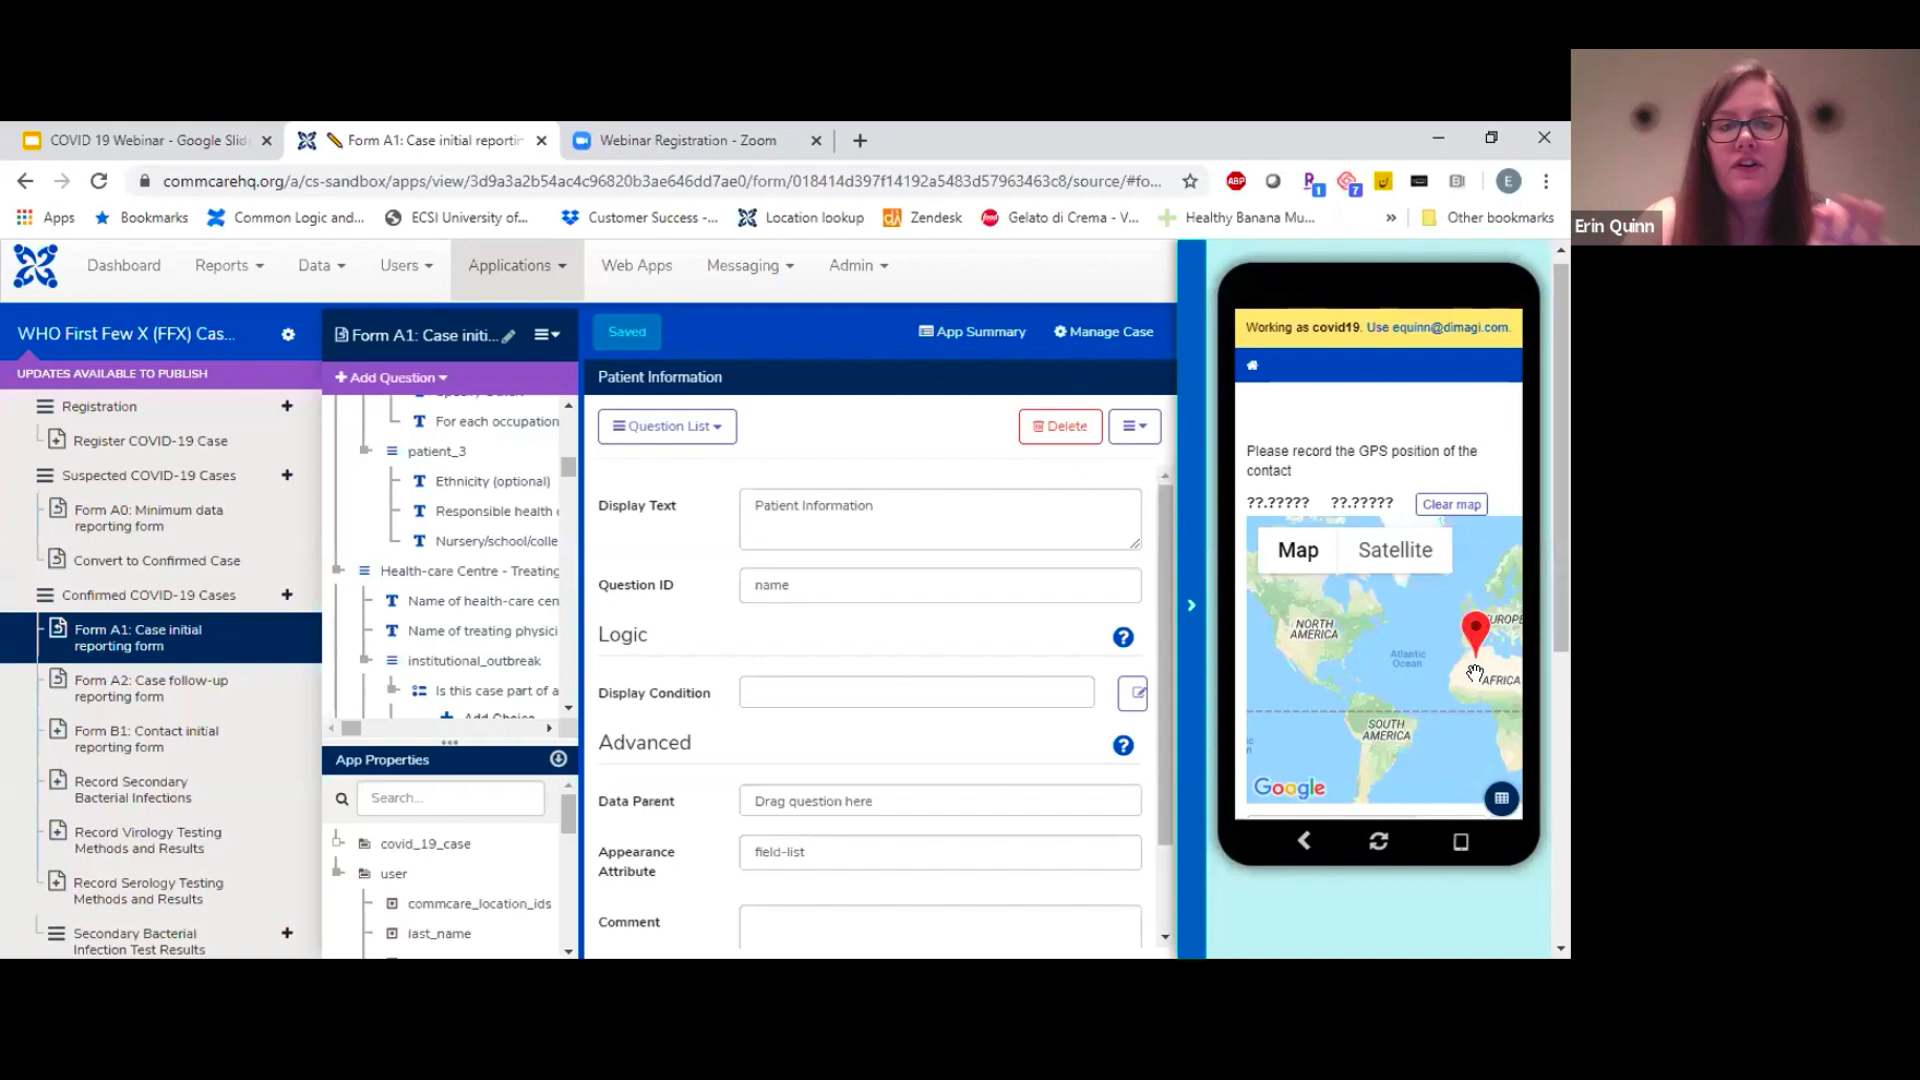 COVID 19 Webinar - Google Slid
Form A1: Case initial reportin
Webinar Registration - Zoom
commcarehq.org/a/cs-sandbox/apps/view/3d9a3a2b54ac4c96820b3ae646dd7ae0/form/018414d397f14192a5483d57963463c8/source/#fo...
ABP
1
7
E
Apps
Bookmarks
Common Logic and...
ECSI University of...
Customer Success -...
Location lookup
Zendesk
Gelato di Crema - V...
Healthy Banana Mu...
»
Other bookmarks
Erin Quinn
Dashboard
Reports
Data
Users
Applications
Web Apps
Messaging
Admin
WHO First Few X (FFX) Cas...
UPDATES AVAILABLE TO PUBLISH
Registration
Register COVID-19 Case
Suspected COVID-19 Cases
Form A0: Minimum data
reporting form
Convert to Confirmed Case
Confirmed COVID-19 Cases
Form A1: Case initial
reporting form
Form A2: Case follow-up
reporting form
Form B1: Contact initial
reporting form
Record Secondary
Bacterial Infections
Record Virology Testing
Methods and Results
Record Serology Testing
Methods and Results
Secondary Bacterial
Infection Test Results
Form A1: Case initi...
Add Question
For each occupation
patient_3
Ethnicity (optional)
Responsible health
Nursery/school/colle
Health-care Centre - Treating
Name of health-care cen
Name of treating physici
institutional_outbreak
Is this case part of a
Add Choice
App Properties
Search...
covid_19_case
user
commcare_location_ids
last_name
Saved
App Summary
Manage Case
Patient Information
Question List
Delete
Display Text
Patient Information
Question ID
name
Logic
?
Display Condition
Advanced
?
Data Parent
Drag question here
Appearance
Attribute
field-list
Comment
Working as covid19. Use equinn@dimagi.com.
Please record the GPS position of the
contact
??.????? ??.?????
Clear map
Map
Satellite
NORTH
AMERICA
EUROPE
Atlantic
Ocean
AFRICA
SOUTH
AMERICA
Google